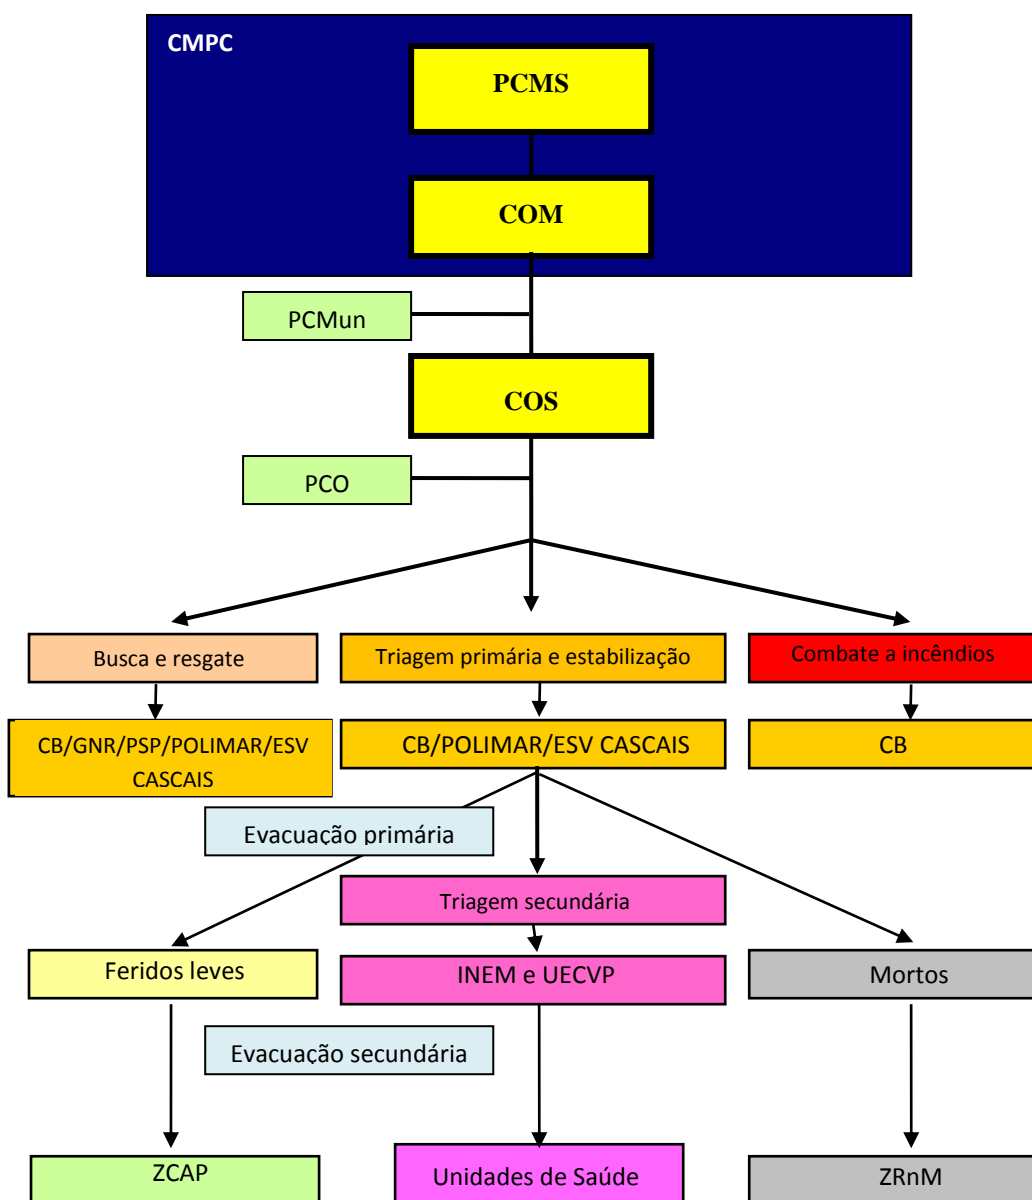 CMPC
PCMS
COM
PCMun
COS
PCO
Busca e resgate
Triagem primária e estabilização
Combate a incêndios
CB/GNR/PSP/POLIMAR/ESV
CASCAIS
CB/POLIMAR/ESV CASCAIS
CB
Evacuação primária
Triagem secundária
Feridos leves
INEM e UECVP
Mortos
Evacuação secundária
ZCAP
Unidades de Saúde
ZRnM